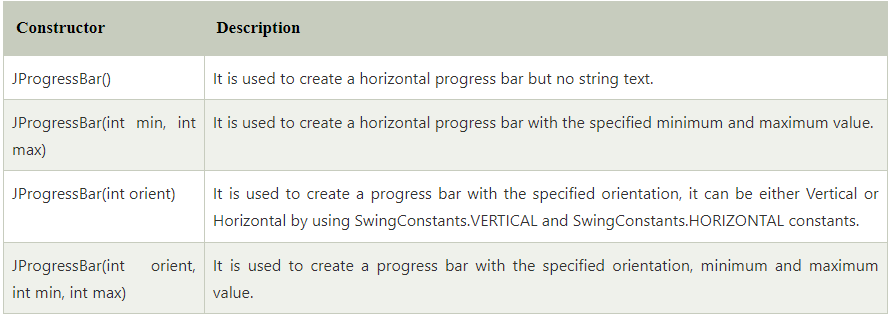 Constructor Description
JProgressBar() It is used to create a horizontal progress bar but no string text.
JProgressBar(int min, int It is used to create a horizontal progress bar with the specified minimum and maximum value.
max)
JProgressBar(int orient) It is used to create a progress bar with the specified orientation, it can be either Vertical or
Horizontal by using SwingConstants.VERTICAL and SwingConstants.HORIZONTAL constants.
JProgressBar(int orient, It is used to create a progress bar with the specified orientation, minimum and maximum
int min, int max) value.